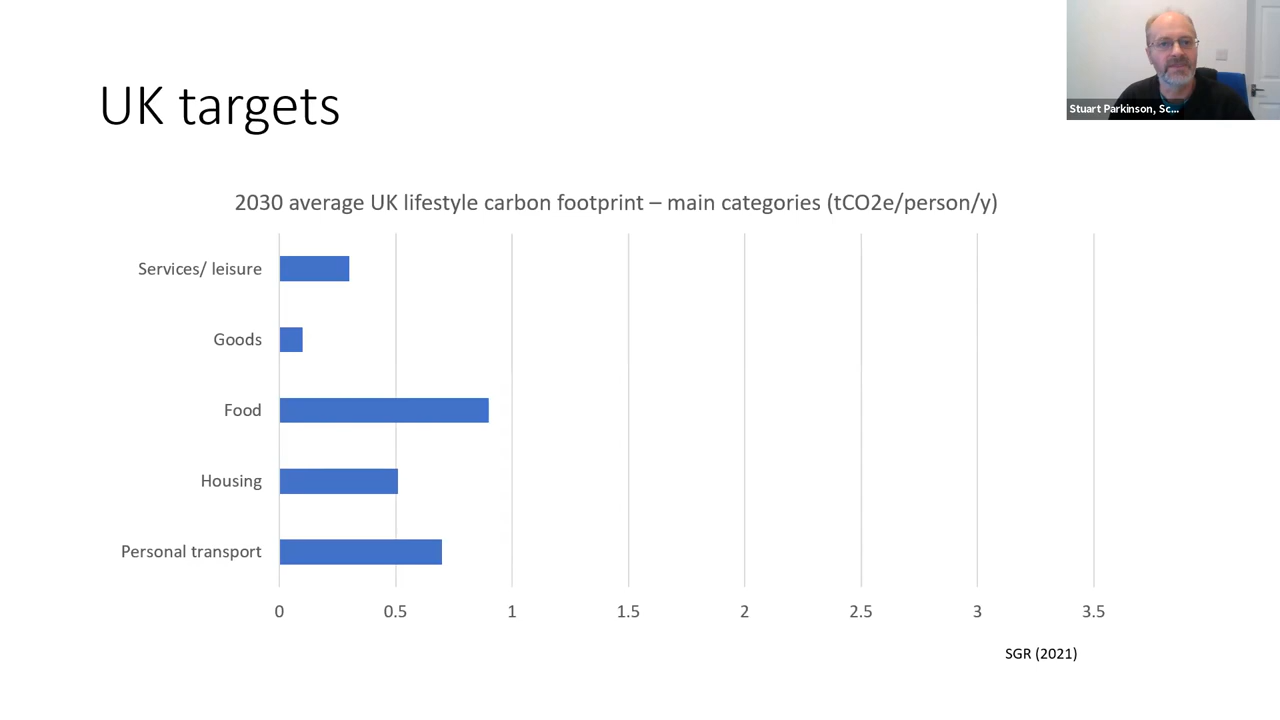 UK targets
Stuart Parkinson, Sc...
2030 average UK lifestyle carbon footprint – main categories (tCO2e/person/y)
Services/ leisure
Goods
Food
Housing
Personal transport
0 0.5 1 1.5 2 2.5 3 3.5
SGR (2021)